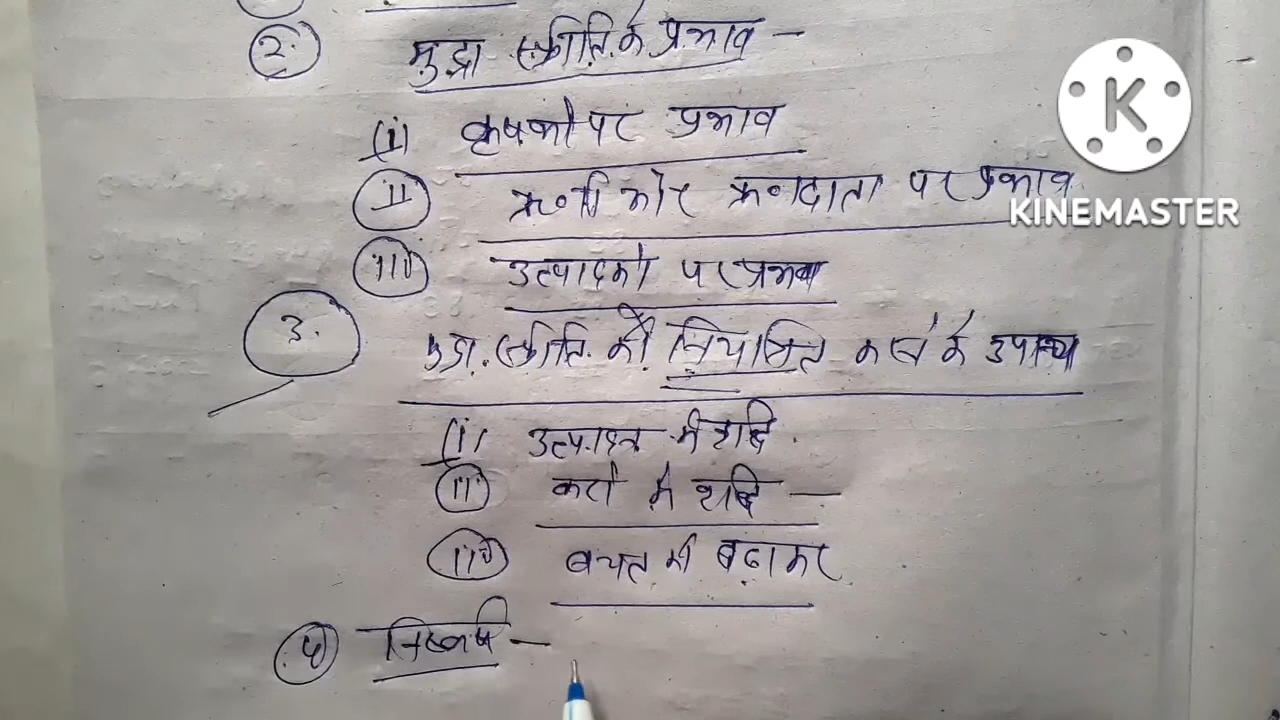 2. मुद्रा स्फीति के प्रभाव –
(i) कृषको पर प्रभाव
II ऋणी और ऋणदाता पर प्रभाव
III उत्पादको पर प्रभाव
3. मुद्रा स्फीति को नियमित करने के उपाय
(i) उत्पादन में वृद्धि
II करो में वृद्धि –
III बचत को बढाकर
निष्कर्ष –
K
KINEMASTER